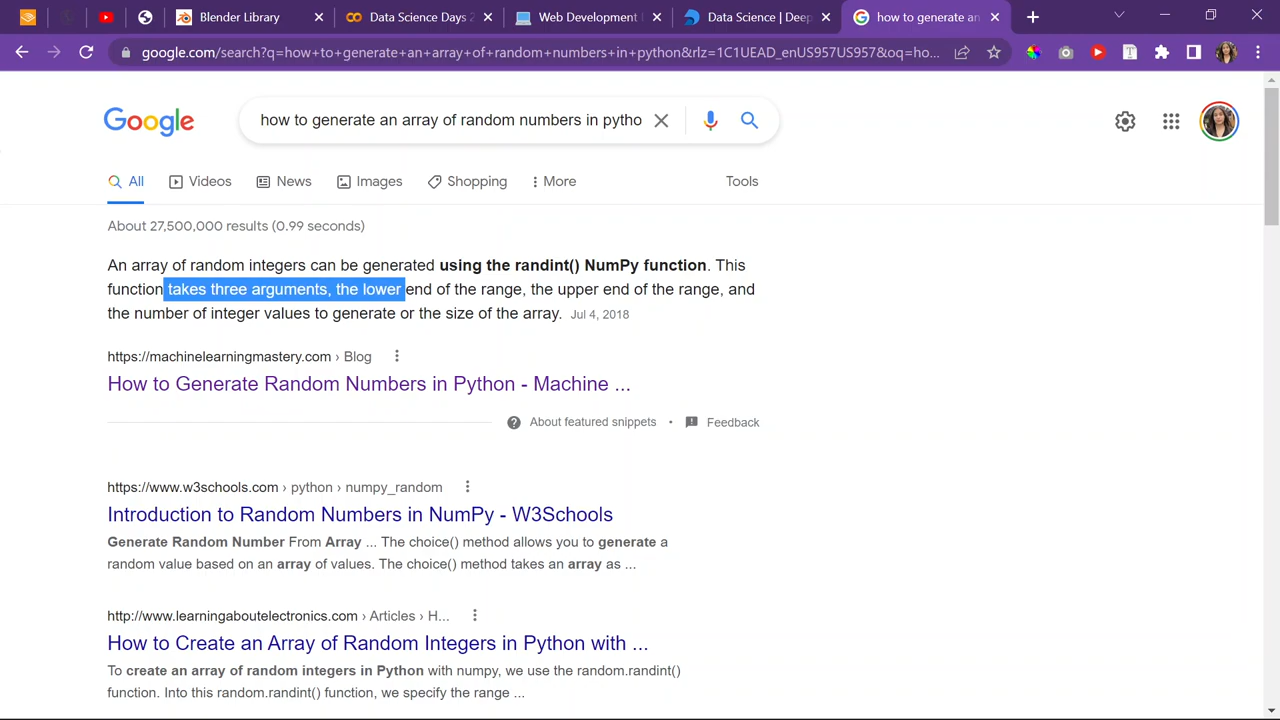 Blender Library
Data Science Days 2
Web Development
Data Science | Deep
how to generate an
google.com/search?q=how+to+generate+an+array+of+random+numbers+in+python&rlz=1C1UEAD_enUS957US957&oq=ho...
Google
how to generate an array of random numbers in pytho
All
Videos
News
Images
Shopping
More
Tools
About 27,500,000 results (0.99 seconds)
An array of random integers can be generated using the randint() NumPy function. This
function takes three arguments, the lower end of the range, the upper end of the range, and
the number of integer values to generate or the size of the array. Jul 4, 2018
https://machinelearningmastery.com › Blog
How to Generate Random Numbers in Python - Machine ...
About featured snippets • Feedback
https://www.w3schools.com › python › numpy_random
Introduction to Random Numbers in NumPy - W3Schools
Generate Random Number From Array ... The choice() method allows you to generate a
random value based on an array of values. The choice() method takes an array as ...
http://www.learningaboutelectronics.com › Articles › H...
How to Create an Array of Random Integers in Python with ...
To create an array of random integers in Python with numpy, we use the random.randint()
function. Into this random.randint() function, we specify the range ...